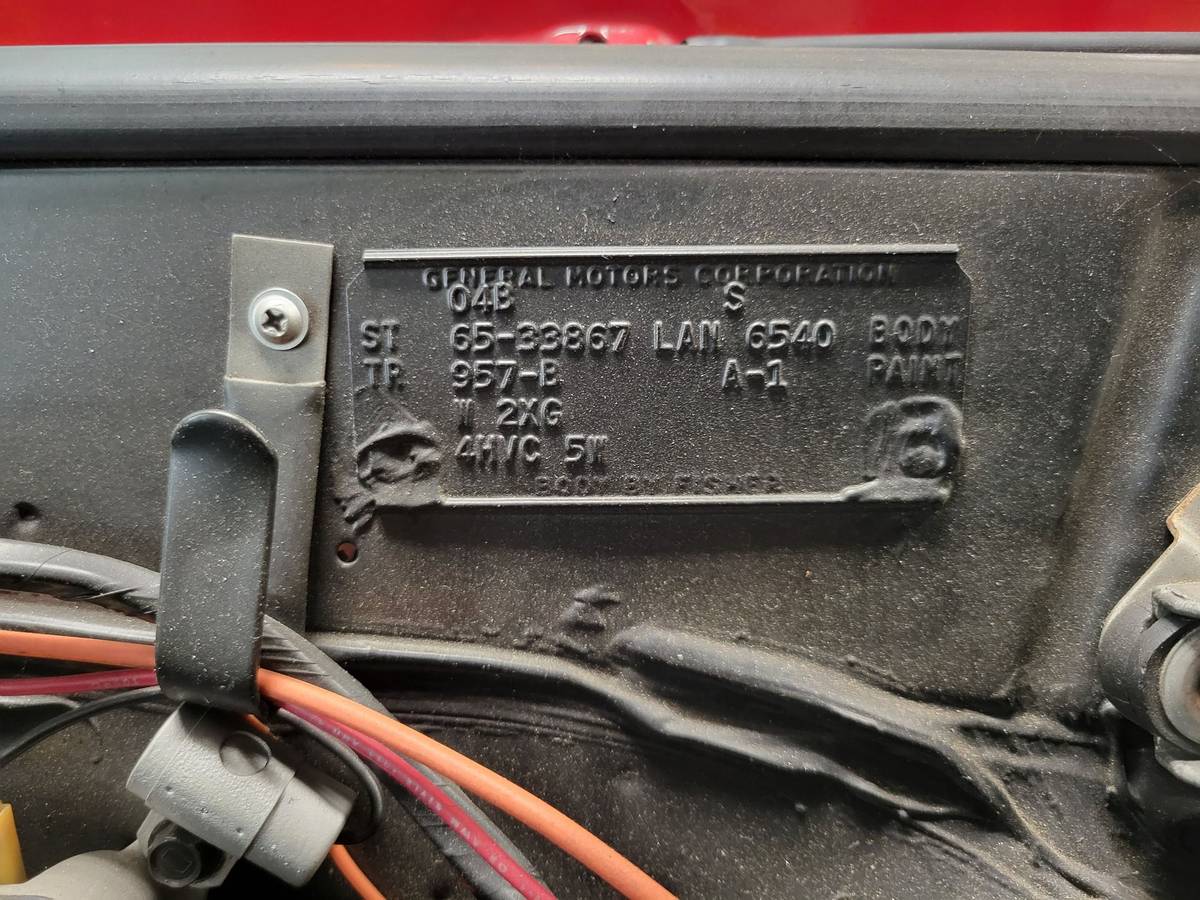 GENERAL MOTORS CORPORATION
04B S
ST 65-33867 LAN 6540 BODY
TR 957-B A-1 PAINT
W 2XG
4HVC 5W
BODY BY FISHER